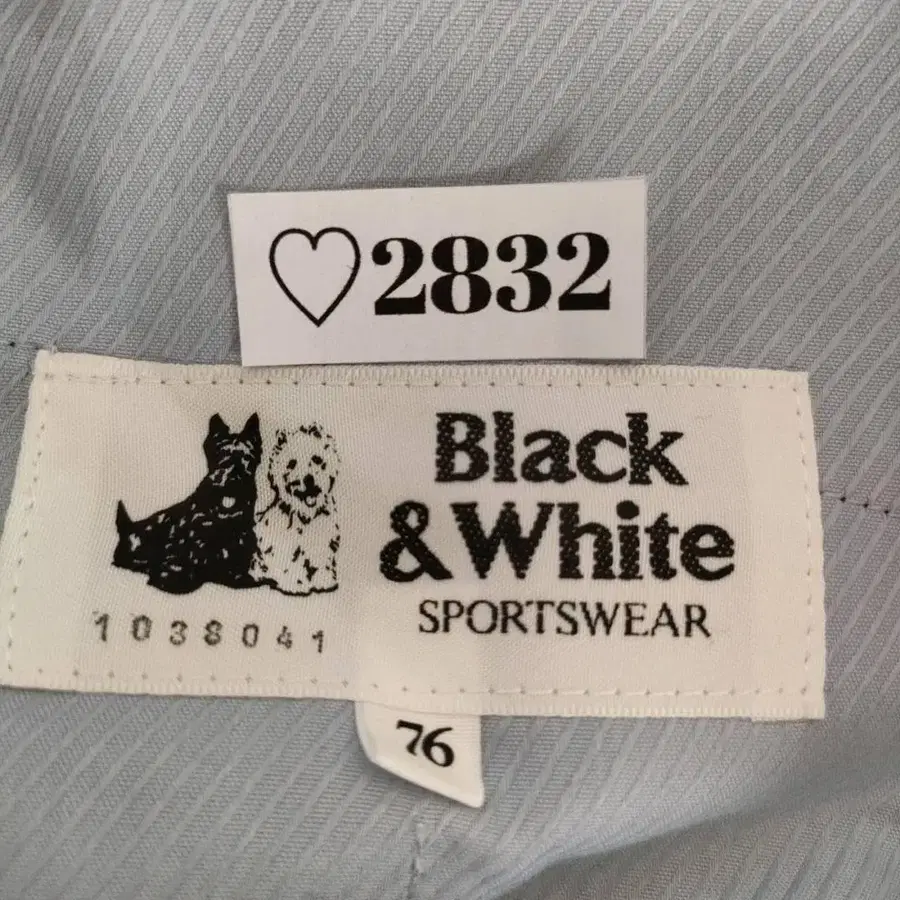 ♡2832
Black
&White
SPORTSWEAR
1038041
76